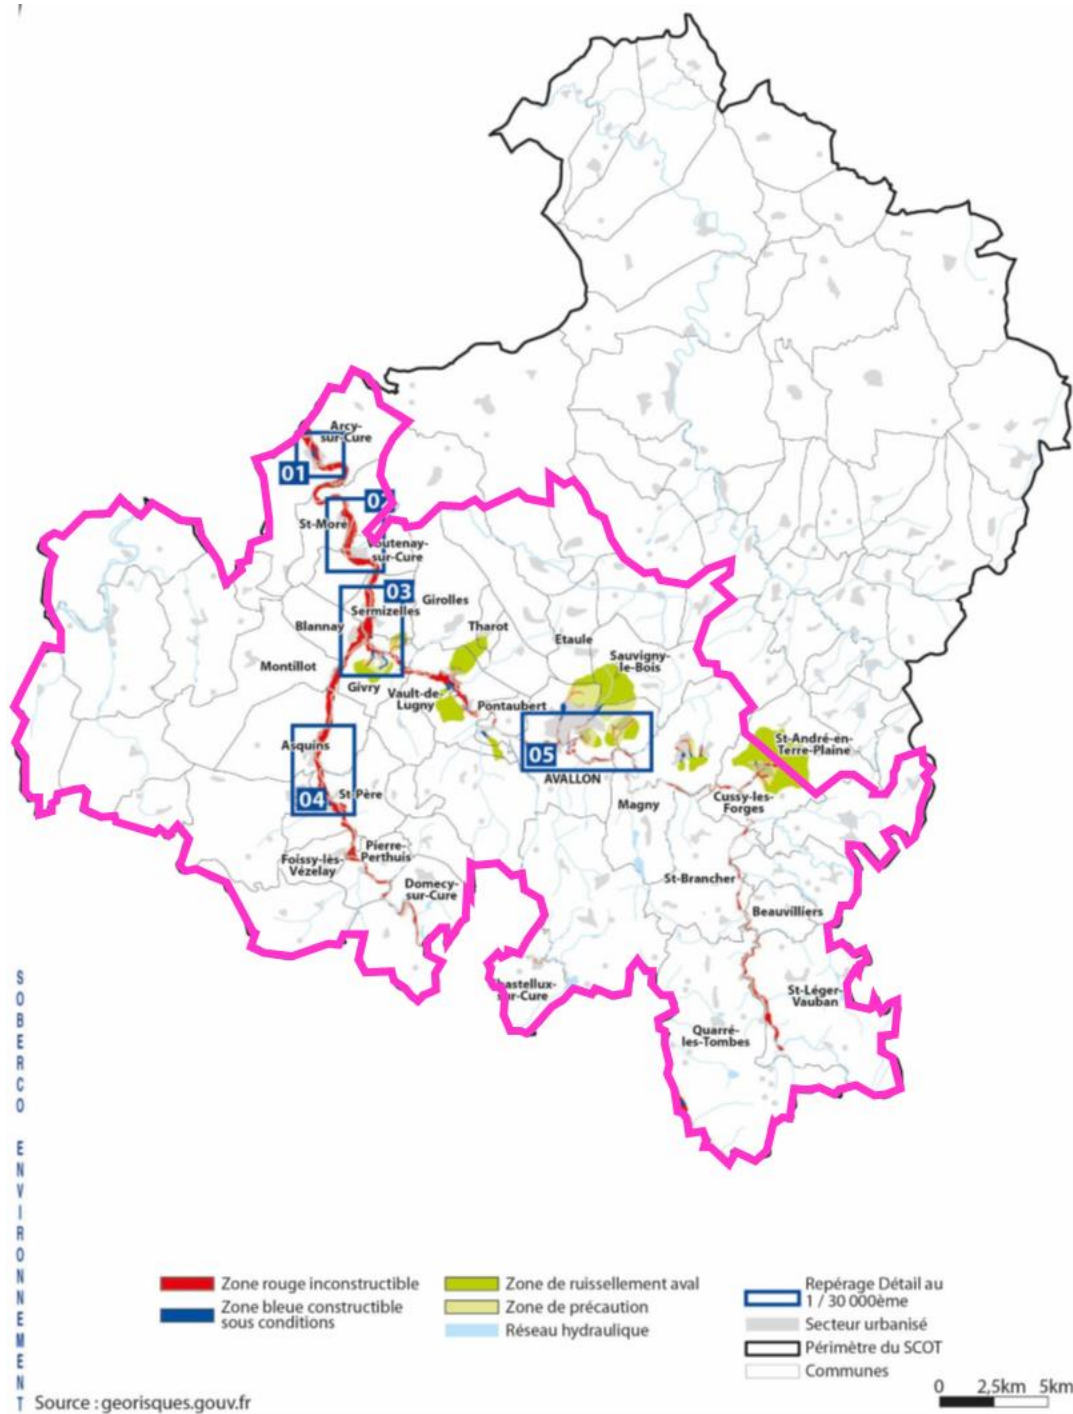 Arcy-
sur-Cure
01
02
St-Moré
Voutenay-
sur-Cure
03
Girolles
Sermizelles
Blannay
Tharot
Etaule
Montillot
Sauvigny-
le-Bois
Givry
Vault-de-
Lugny
Pontaubert
Asquins
05
St-André-en-
Terre-Plaine
AVALLON
04
St-Père
Magny
Cussy-les-
Forges
Pierre-
Perthuis
Foissy-lès-
Vézelay
Domecy-
sur-Cure
St-Brancher
Beauvilliers
Chastellux-
sur-Cure
St-Léger-
Vauban
Quarré-
les-Tombes
SOBERCO ENVIRONNEMENT
Zone rouge inconstructible
Zone bleue constructible
sous conditions
Zone de ruissellement aval
Zone de précaution
Réseau hydraulique
Repérage Détail au
1 / 30 000ème
Secteur urbanisé
Périmètre du SCOT
Communes
0 2,5km 5km
Source : georisques.gouv.fr